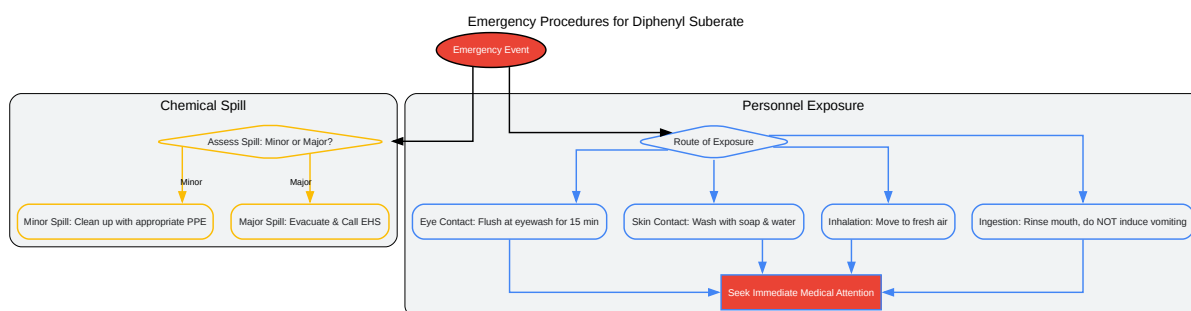 Emergency Procedures for Diphenyl Suberate
Emergency Event
Chemical Spill
Personnel Exposure
Assess Spill: Minor or Major?
Route of Exposure
Minor
Major
Minor Spill: Clean up with appropriate PPE
Major Spill: Evacuate & Call EHS
Eye Contact: Flush at eyewash for 15 min
Skin Contact: Wash with soap & water
Inhalation: Move to fresh air
Ingestion: Rinse mouth, do NOT induce vomiting
Seek Immediate Medical Attention